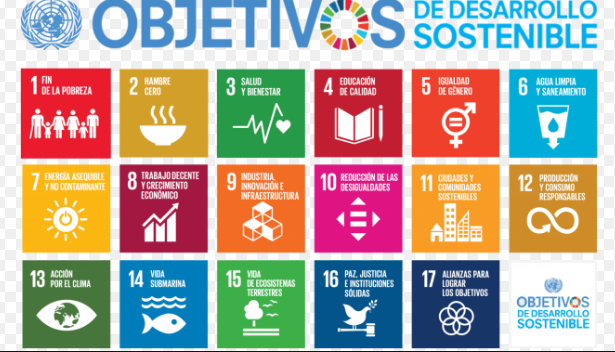 OBJETIVOS
DE DESARROLLO
SOSTENIBLE
1 FIN
DE LA POBREZA
2 HAMBRE
CERO
3 SALUD
Y BIENESTAR
4 EDUCACIÓN
DE CALIDAD
5 IGUALDAD
DE GÉNERO
6 AGUA LIMPIA
Y SANEAMIENTO
7 ENERGÍA ASEQUIBLE
Y NO CONTAMINANTE
8 TRABAJO DECENTE
Y CRECIMIENTO
ECONÓMICO
9 INDUSTRIA,
INNOVACIÓN E
INFRAESTRUCTURA
10 REDUCCIÓN DE LAS
DESIGUALDADES
11 CIUDADES Y
COMUNIDADES
SOSTENIBLES
12 PRODUCCIÓN
Y CONSUMO
RESPONSABLES
13 ACCIÓN
POR EL CLIMA
14 VIDA
SUBMARINA
15 VIDA
DE ECOSISTEMAS
TERRESTRES
16 PAZ, JUSTICIA
E INSTITUCIONES
SÓLIDAS
17 ALIANZAS PARA
LOGRAR
LOS OBJETIVOS
OBJETIVOS
DE DESARROLLO
SOSTENIBLE